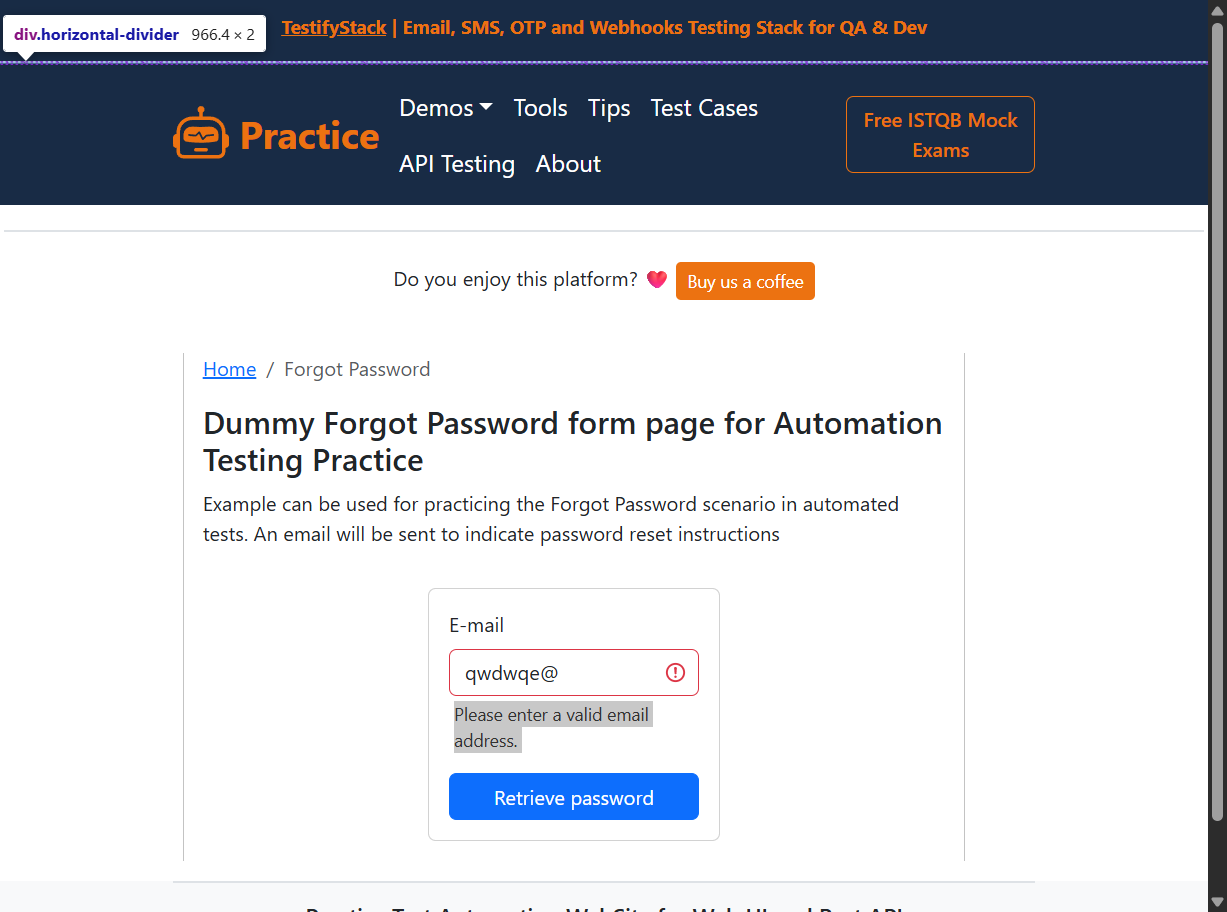 div.horizontal-divider 966.4 × 2
TestifyStack | Email, SMS, OTP and Webhooks Testing Stack for QA & Dev
Practice
Demos Tools Tips Test Cases
API Testing About
Free ISTQB Mock
Exams
Do you enjoy this platform? Buy us a coffee
Home / Forgot Password
Dummy Forgot Password form page for Automation
Testing Practice
Example can be used for practicing the Forgot Password scenario in automated
tests. An email will be sent to indicate password reset instructions
E-mail
qwdwqe@
Please enter a valid email
address.
Retrieve password